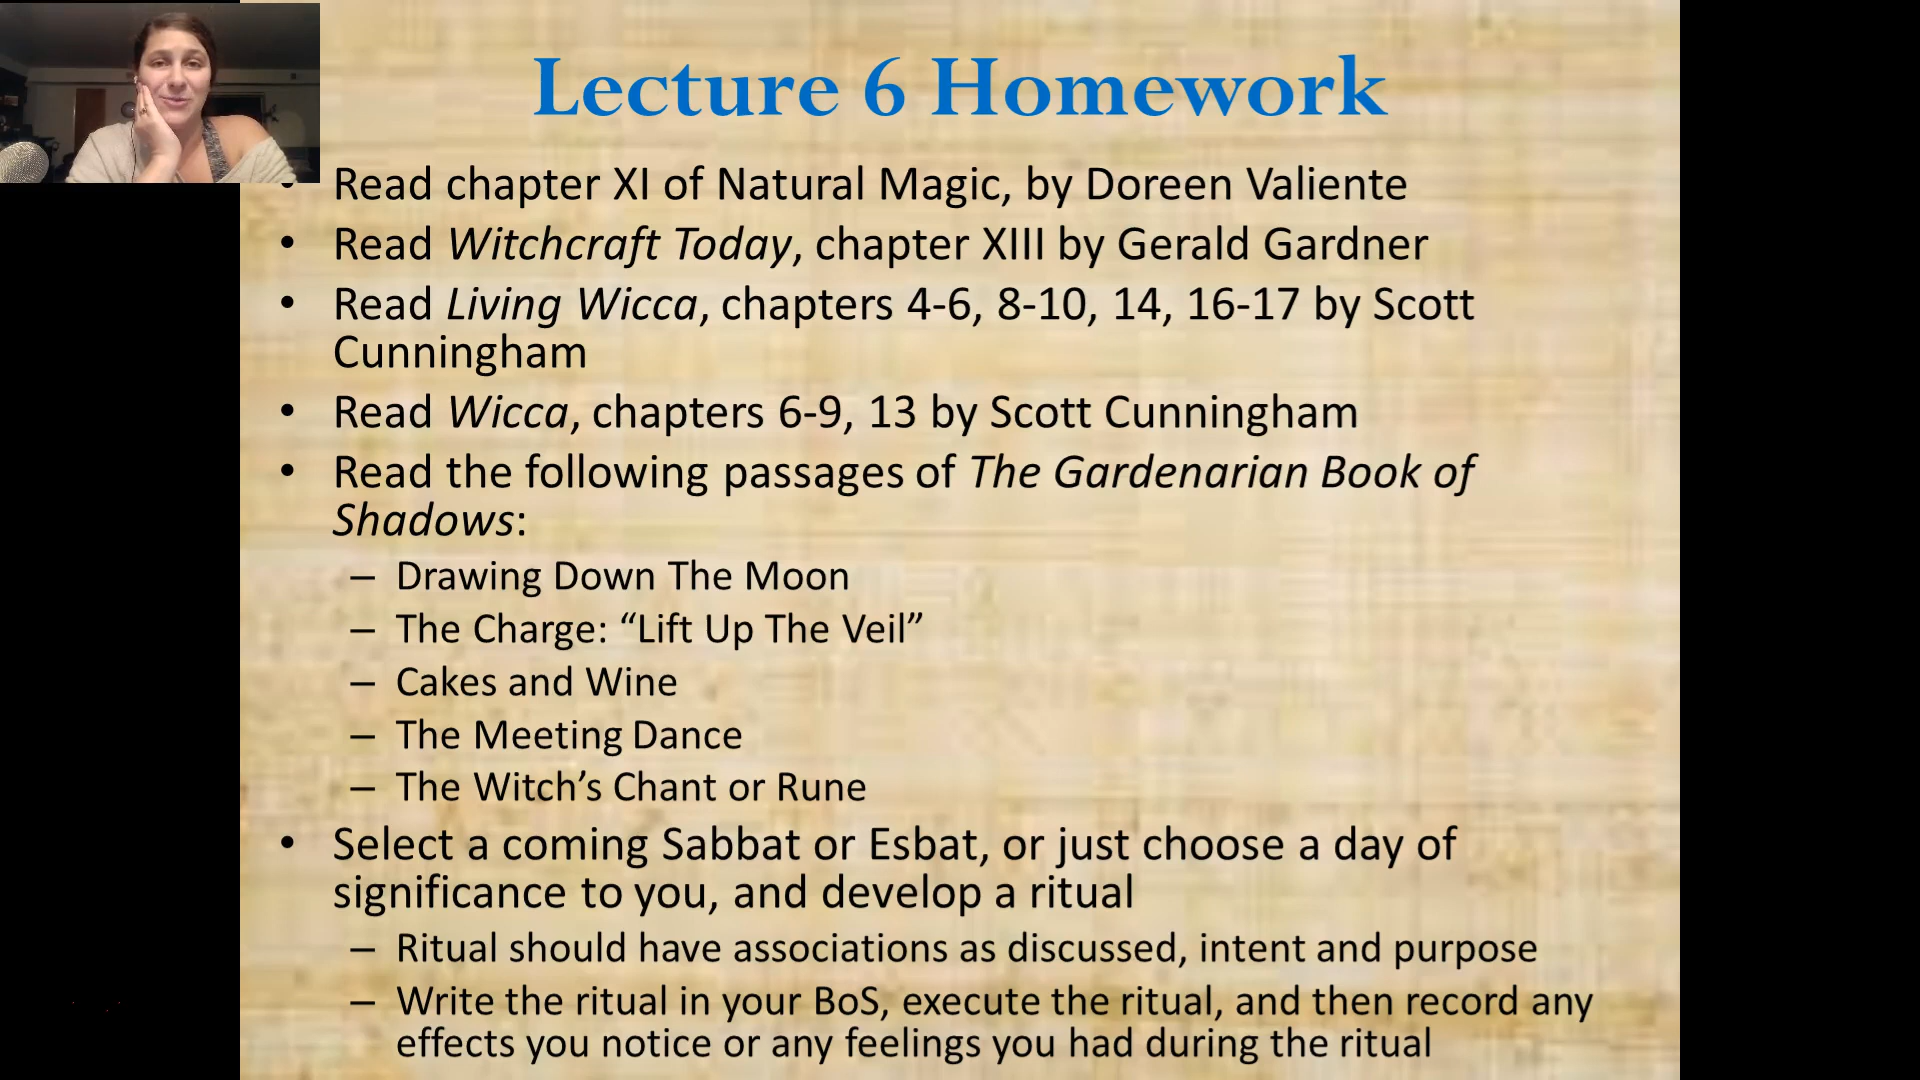 Lecture 6 Homework
• Read chapter XI of Natural Magic, by Doreen Valiente
• Read Witchcraft Today, chapter XIII by Gerald Gardner
• Read Living Wicca, chapters 4-6, 8-10, 14, 16-17 by Scott
Cunningham
• Read Wicca, chapters 6-9, 13 by Scott Cunningham
• Read the following passages of The Gardenarian Book of
Shadows:
– Drawing Down The Moon
– The Charge: “Lift Up The Veil”
– Cakes and Wine
– The Meeting Dance
– The Witch’s Chant or Rune
• Select a coming Sabbat or Esbat, or just choose a day of
significance to you, and develop a ritual
– Ritual should have associations as discussed, intent and purpose
– Write the ritual in your BoS, execute the ritual, and then record any
effects you notice or any feelings you had during the ritual